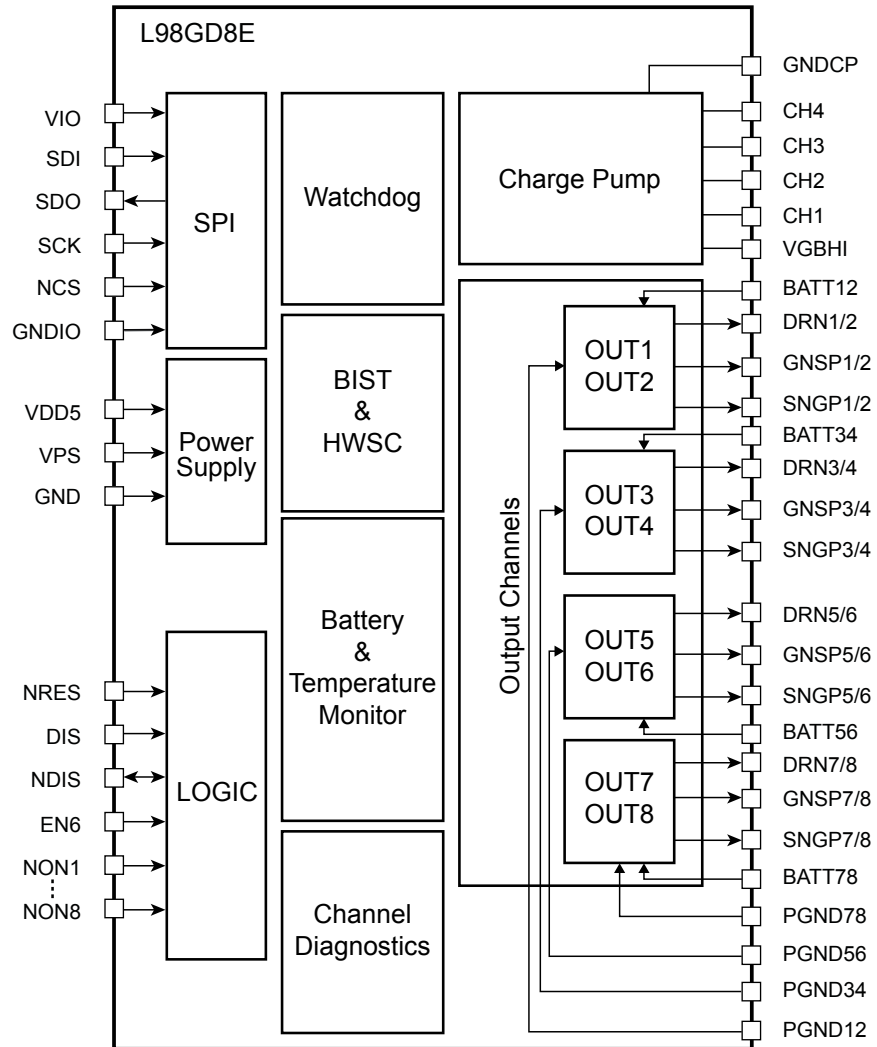 L98GD8E
VIO
SDI
SDO
SCK
NCS
GNDIO
VDD5
VPS
GND
NRES
DIS
NDIS
EN6
NON1
NON8
SPI
Power
Supply
LOGIC
Watchdog
BIST
&
HWSC
Battery
&
Temperature
Monitor
Channel
Diagnostics
Charge Pump
Output Channels
OUT1
OUT2
OUT3
OUT4
OUT5
OUT6
OUT7
OUT8
GNDCP
CH4
CH3
CH2
CH1
VGBHI
BATT12
DRN1/2
GNSP1/2
SNGP1/2
BATT34
DRN3/4
GNSP3/4
SNGP3/4
DRN5/6
GNSP5/6
SNGP5/6
BATT56
DRN7/8
GNSP7/8
SNGP7/8
BATT78
PGND78
PGND56
PGND34
PGND12